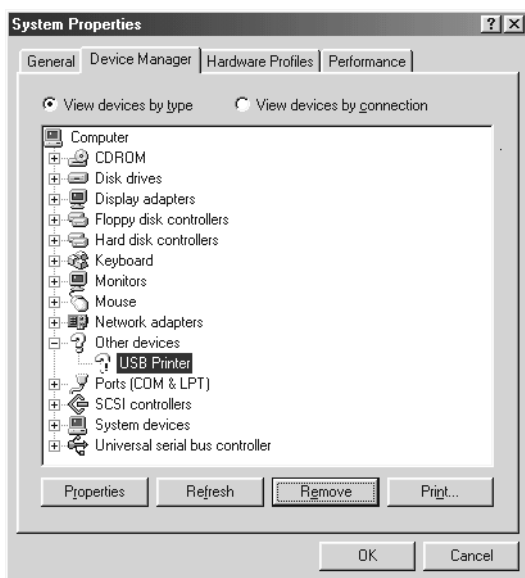 System Properties
General Device Manager Hardware Profiles Performance
View devices by type View devices by connection
Computer
CDROM
Disk drives
Display adapters
Floppy disk controllers
Hard disk controllers
Keyboard
Monitors
Mouse
Network adapters
Other devices
USB Printer
Ports (COM & LPT)
SCSI controllers
System devices
Universal serial bus controller
Properties Refresh Remove Print...
OK Cancel